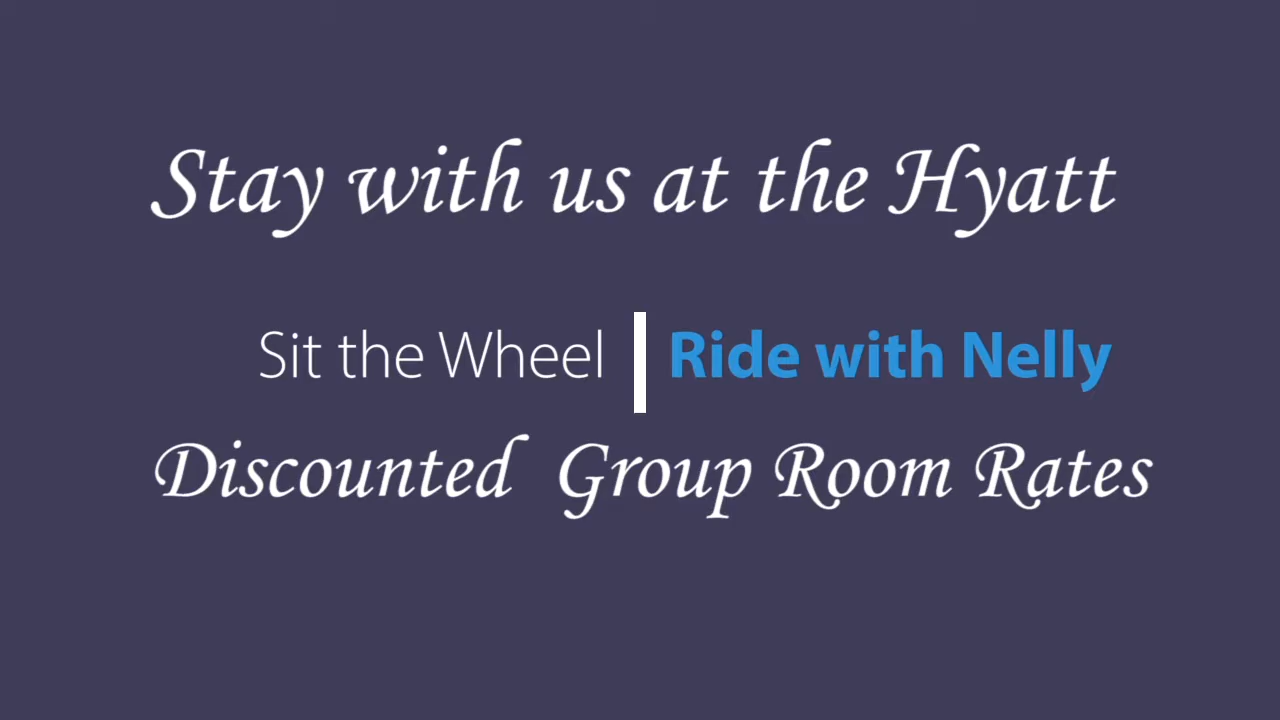 Stay with us at the Hyatt
Sit the Wheel | Ride with Nelly
Discounted Group Room Rates